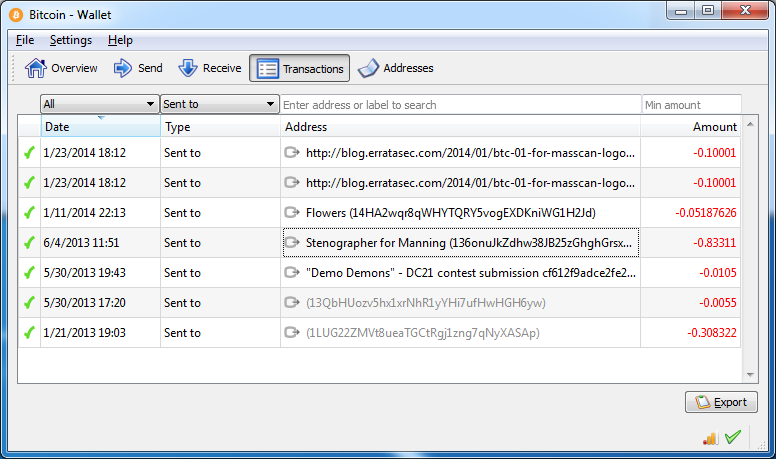 Bitcoin - Wallet
File Settings Help
Overview Send Receive Transactions Addresses
All Sent to Enter address or label to search Min amount
Date Type Address Amount
1/23/2014 18:12 Sent to http://blog.erratasec.com/2014/01/btc-01-for-masscan-logo... -0.10001
1/23/2014 18:12 Sent to http://blog.erratasec.com/2014/01/btc-01-for-masscan-logo... -0.10001
1/11/2014 22:13 Sent to Flowers (14HA2wqr8qWHYTQRY5vogEXDKniWG1H2Jd) -0.05187626
6/4/2013 11:51 Sent to Stenographer for Manning (136onuJkZdhw38JB25zGhghGrsx... -0.83311
5/30/2013 19:43 Sent to "Demo Demons" - DC21 contest submission cf612f9adce2fe2... -0.0105
5/30/2013 17:20 Sent to (13QbHUozv5hx1xrNhR1yYHi7ufHwHGH6yw) -0.0055
1/21/2013 19:03 Sent to (1LUG22ZMVt8ueaTGCtRgj1zng7qNyXASAp) -0.308322
Export